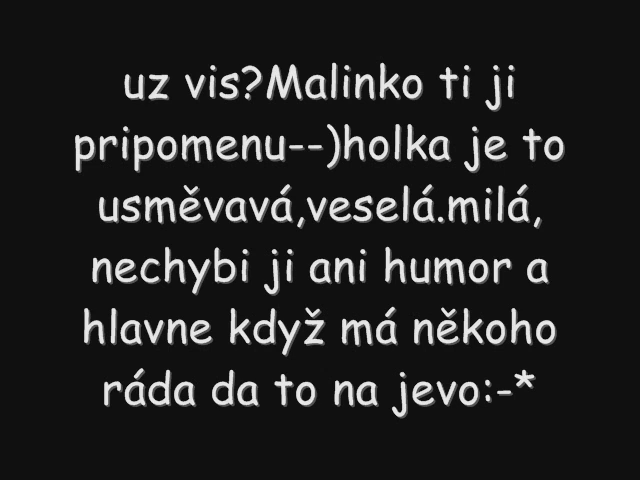 uz vis?Malinko ti ji
pripomenu--)holka je to
usměvavá,veselá.milá,
nechybi ji ani humor a
hlavne když má někoho
ráda da to na jevo:-*